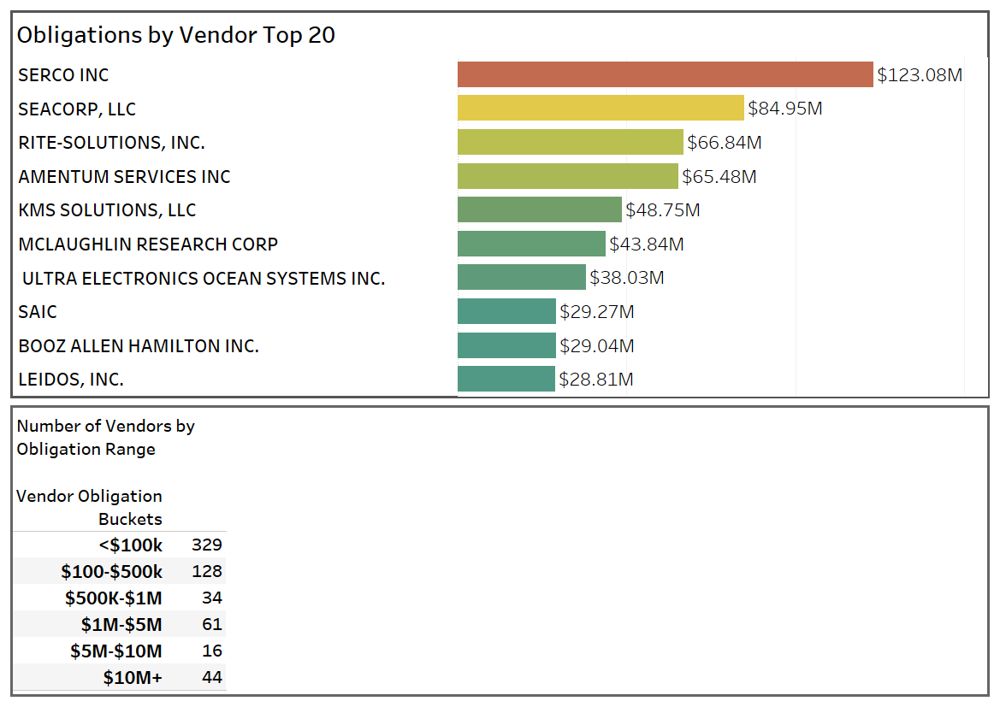 Obligations by Vendor Top 20
SERCO INC $123.08M
SEACORP, LLC $84.95M
RITE-SOLUTIONS, INC. $66.84M
AMENTUM SERVICES INC $65.48M
KMS SOLUTIONS, LLC $48.75M
MCLAUGHLIN RESEARCH CORP $43.84M
ULTRA ELECTRONICS OCEAN SYSTEMS INC. $38.03M
SAIC $29.27M
BOOZ ALLEN HAMILTON INC. $29.04M
LEIDOS, INC. $28.81M
Number of Vendors by
Obligation Range
Vendor Obligation
Buckets
<$100k 329
$100-$500k 128
$500K-$1M 34
$1M-$5M 61
$5M-$10M 16
$10M+ 44